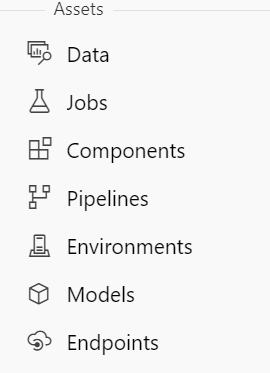 Assets
Data
Jobs
Components
Pipelines
Environments
Models
Endpoints